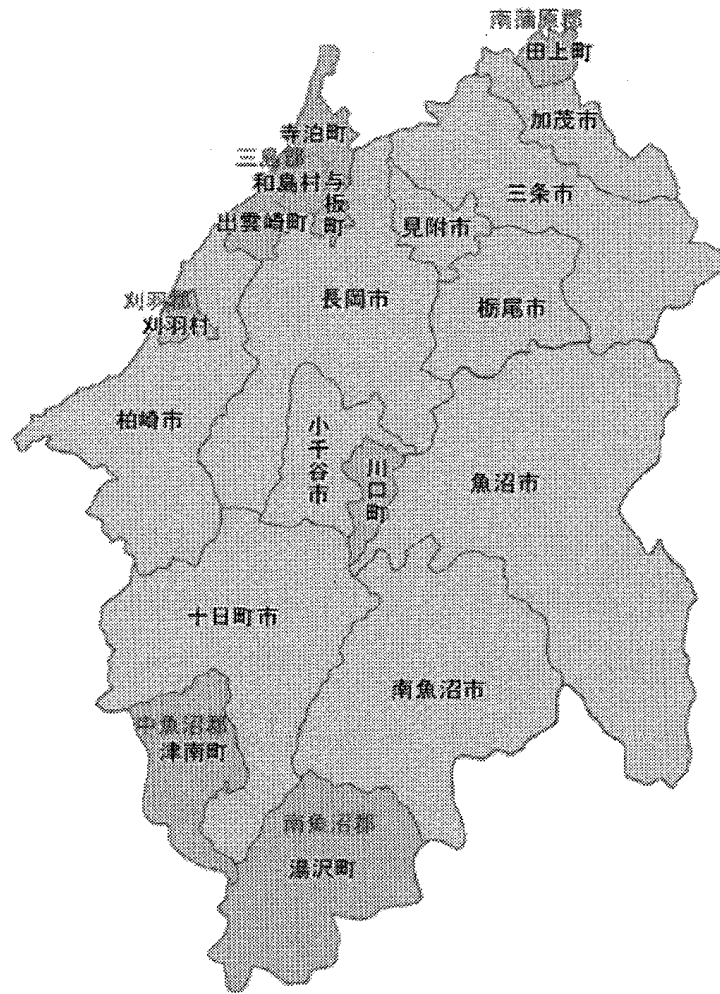 南蒲原郡
田上町
加茂市
寺泊町
三島郡
和島村
与板町
三条市
出雲崎町
見附市
長岡市
栃尾市
刈羽郡
刈羽村
柏崎市
小千谷市
川口町
魚沼市
十日町市
南魚沼市
中魚沼郡
津南町
南魚沼郡
湯沢町